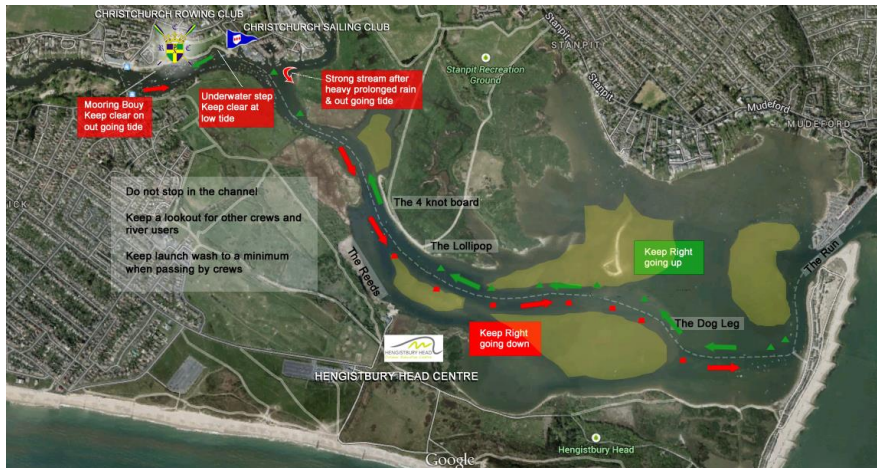 CHRISTCHURCH ROWING CLUB
CHRISTCHURCH SAILING CLUB
Mooring Bouy
Keep clear on
out going tide
Underwater step
Keep clear at
low tide
Strong stream after
heavy prolonged rain
& out going tide
Stanpit Recreation
Ground
Stanpit
STANPIT
Stanpit
Mudeford
MUDEFORD
ICK
Do not stop in the channel
Keep a lookout for other crews and
river users
Keep launch wash to a minimum
when passing by crews
The 4 knot board
The Lollipop
The Reeds
Keep Right
going up
The Run
The Dog Leg
Keep Right
going down
HENGISTBURY HEAD
HENGISTBURY HEAD CENTRE
Hengistbury Head
Google